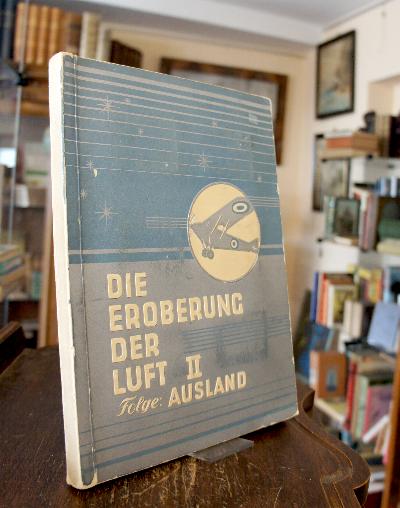 DIE
EROBERUNG
DER
LUFT II
Folge: AUSLAND